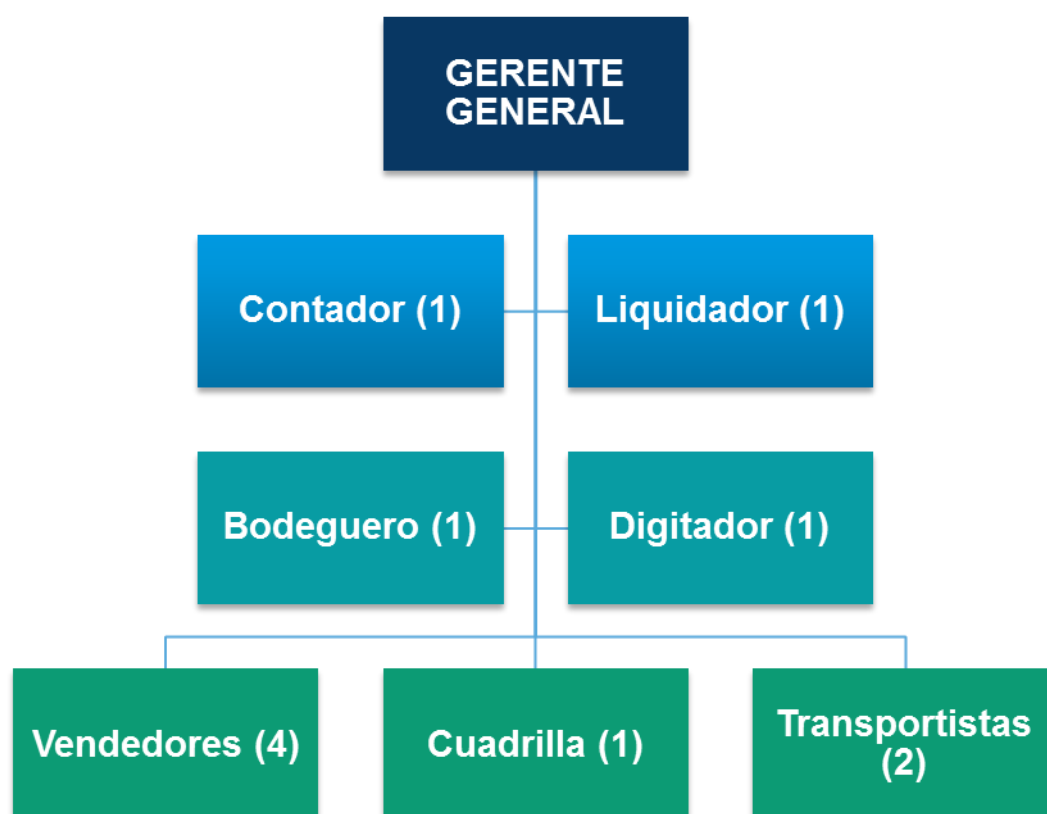 GERENTE
GENERAL
Contador (1)
Liquidador (1)
Bodeguero (1)
Digitador (1)
Vendedores (4)
Cuadrilla (1)
Transportistas
(2)